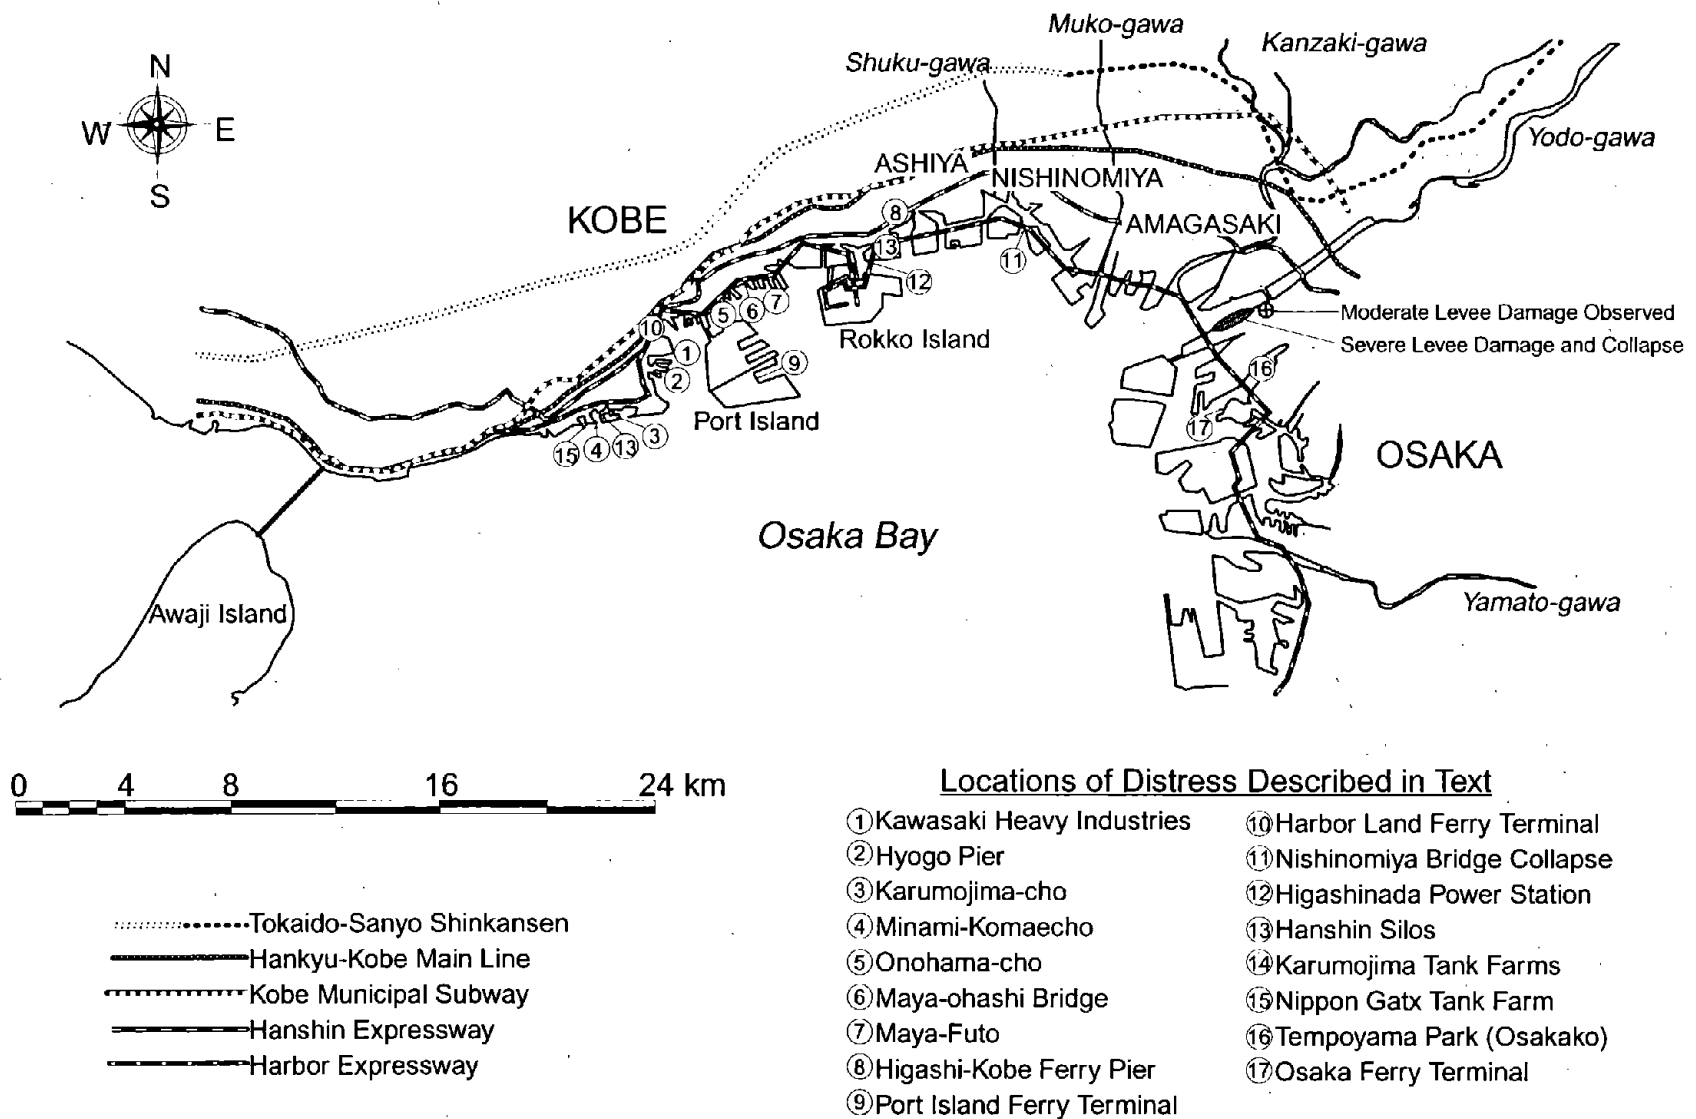 Muko-gawa
Kanzaki-gawa
Shuku-gawa
N
W E
S
Yodo-gawa
ASHIYA
NISHINOMIYA
KOBE
AMAGASAKI
8
13
11
12
7
6
5
10
Rokko Island
Moderate Levee Damage Observed
Severe Levee Damage and Collapse
1
2
9
16
Port Island
17
15 4 13 3
OSAKA
Osaka Bay
Awaji Island
Yamato-gawa
0 4 8 16 24 km
Tokaido-Sanyo Shinkansen
Hankyu-Kobe Main Line
Kobe Municipal Subway
Hanshin Expressway
Harbor Expressway
Locations of Distress Described in Text
1 Kawasaki Heavy Industries
2 Hyogo Pier
3 Karumojima-cho
4 Minami-Komaecho
5 Onohama-cho
6 Maya-ohashi Bridge
7 Maya-Futo
8 Higashi-Kobe Ferry Pier
9 Port Island Ferry Terminal
10 Harbor Land Ferry Terminal
11 Nishinomiya Bridge Collapse
12 Higashinada Power Station
13 Hanshin Silos
14 Karumojima Tank Farms
15 Nippon Gatx Tank Farm
16 Tempoyama Park (Osakako)
17 Osaka Ferry Terminal